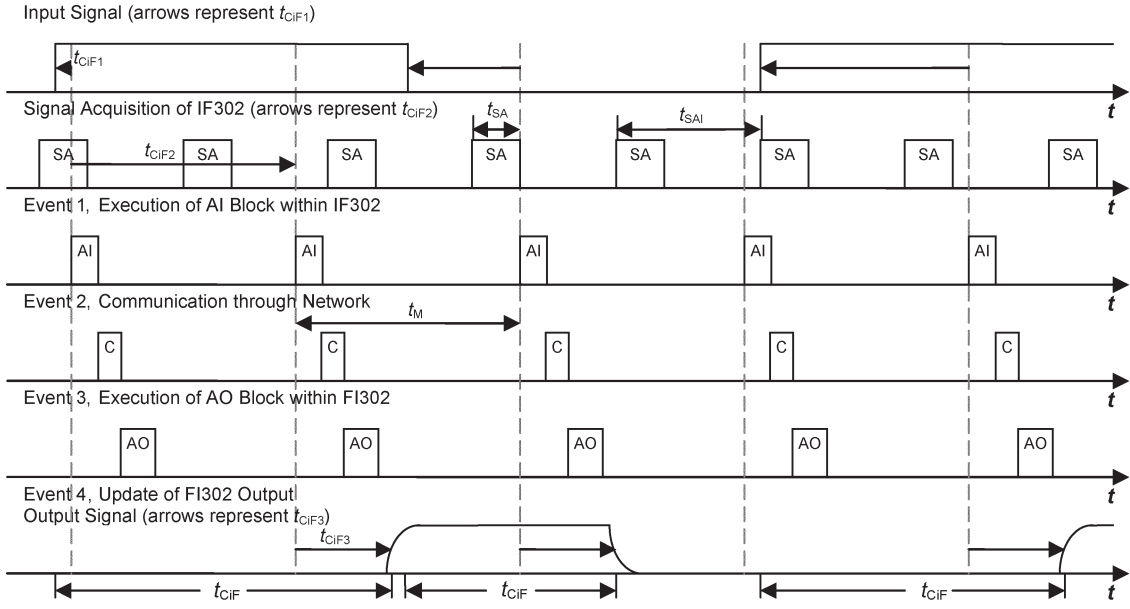 Input Signal (arrows represent tCiF1)
tCiF1
Signal Acquisition of IF302 (arrows represent tCiF2)
t
tSA
tSAI
SA tCiF2 SA SA SA SA SA SA SA
Event 1, Execution of AI Block within IF302
t
AI AI AI AI AI
Event 2, Communication through Network
t
tM
C C C C C
Event 3, Execution of AO Block within FI302
t
AO AO AO AO AO
Event 4, Update of FI302 Output
t
Output Signal (arrows represent tCiF3)
tCiF3
tCiF tCiF tCiF
t